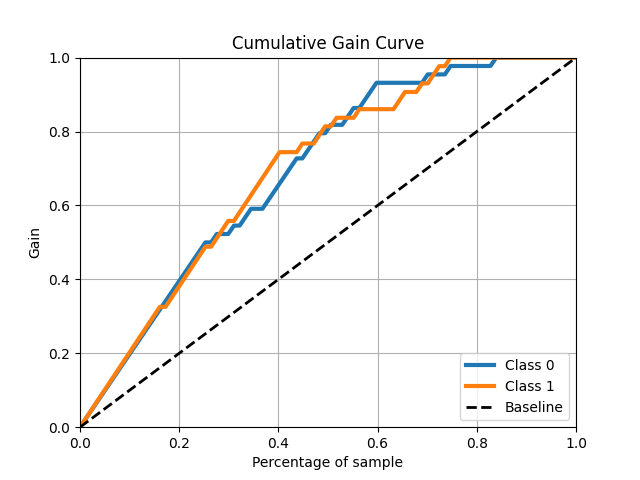 Cumulative Gain Curve
1.0
0.8
0.6
0.4
0.2
0.0
Gain
0.0 0.2 0.4 0.6 0.8 1.0
Percentage of sample
Class 0
Class 1
Baseline